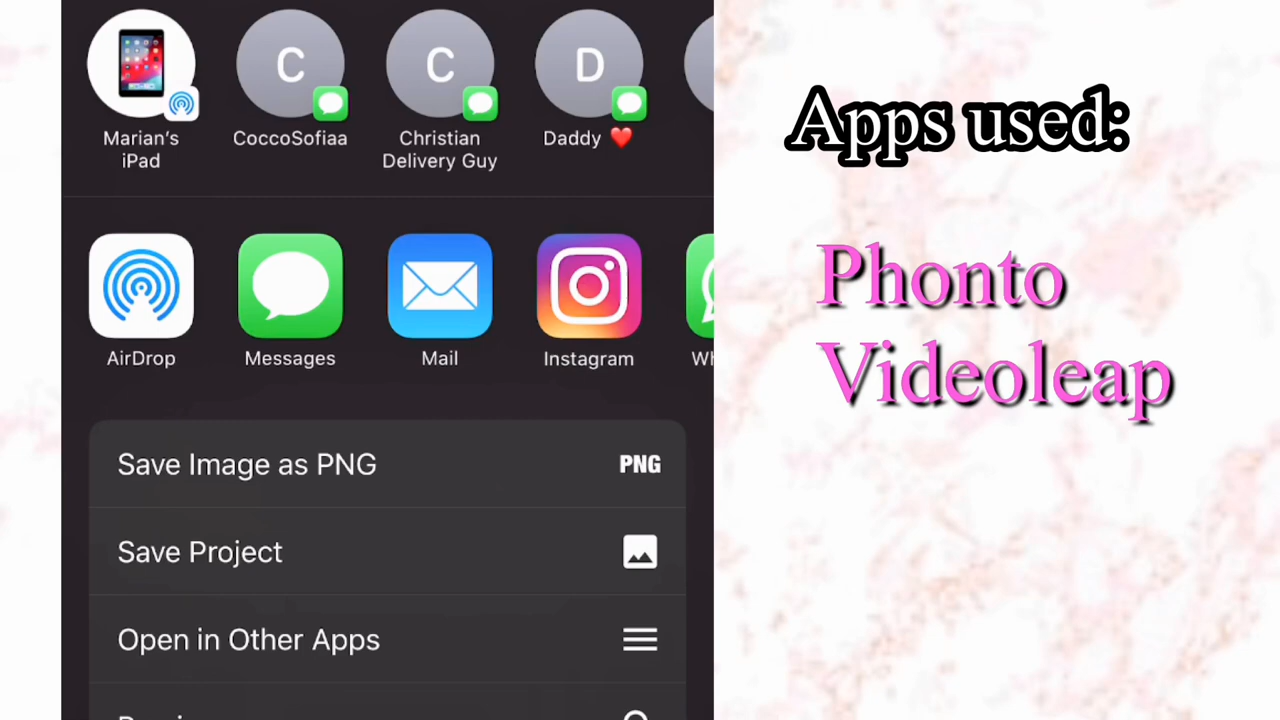 C
C
D
Marian's
iPad
CoccoSofiaa
Christian
Delivery Guy
Daddy ❤️
AirDrop
Messages
Mail
Instagram
Save Image as PNG
PNG
Save Project
Open in Other Apps
Apps used:
Phonto
Videoleap